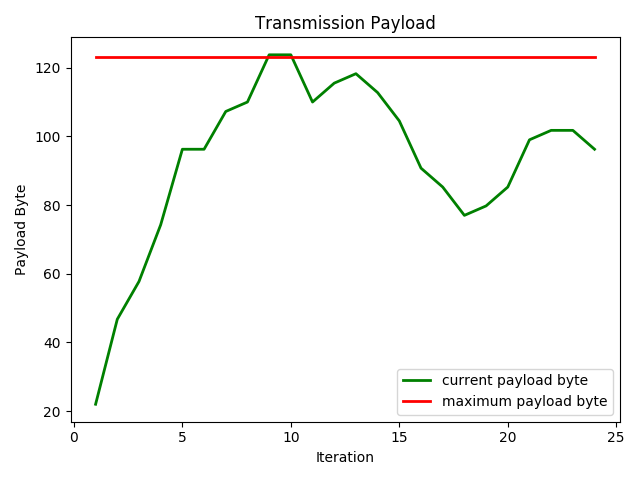 Transmission Payload
Payload Byte
120
100
80
60
40
20
0
5
10
15
20
25
Iteration
current payload byte
maximum payload byte